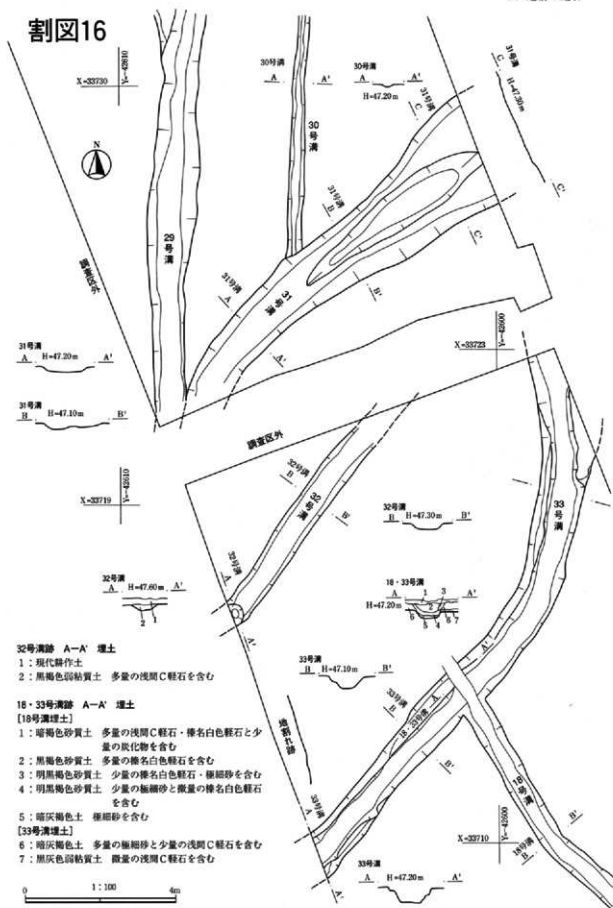 割図16
X=33730
Y=-42610
30号溝
A A'
30号溝
A A'
H=47.20m
31号溝
C
31号溝
C H=47.30m
C'
N
30号溝
31号溝
B
29号溝
調査区外
31号溝
A
31号溝
C'
B'
A'
31号溝
A H=47.20m A'
31号溝
B H=47.10m B'
X=33723
Y=-42600
調査区外
X=33719
Y=-42610
32号溝
B
32号溝
B'
33号溝
32号溝
B H=47.30m B'
32号溝
A H=47.60m A'
2 1
32号溝
A
A'
18・33号溝
A 1 3 A'
H=47.20m 2
6 5 4 6 7
32号溝跡 A-A' 埋土
1：現代耕作土
2：黒褐色弱粘質土 多量の浅間C軽石を含む
33号溝
B H=47.10m B'
18・33号溝跡 A-A' 埋土
[18号溝埋土]
1：暗褐色砂質土 多量の浅間C軽石・榛名白色軽石と少
量の炭化物を含む
2：黒褐色砂質土 多量の榛名白色軽石を含む
3：明黒褐色砂質土 少量の榛名白色軽石・極細砂を含む
4：明黒褐色砂質土 少量の極細砂と微量の榛名白色軽石
を含む
5：暗灰褐色土 極細砂を含む
[33号溝埋土]
6：暗灰褐色土 多量の極細砂と少量の浅間C軽石を含む
7：黒灰色弱粘質土 微量の浅間C軽石を含む
地割れ跡
33号溝
B
18・33号溝
A
A'
B'
33号溝
A
A'
18号溝
B'
18号溝
B
X=33710
Y=-42600
33号溝
A H=47.20m A'
0 1：100 4m